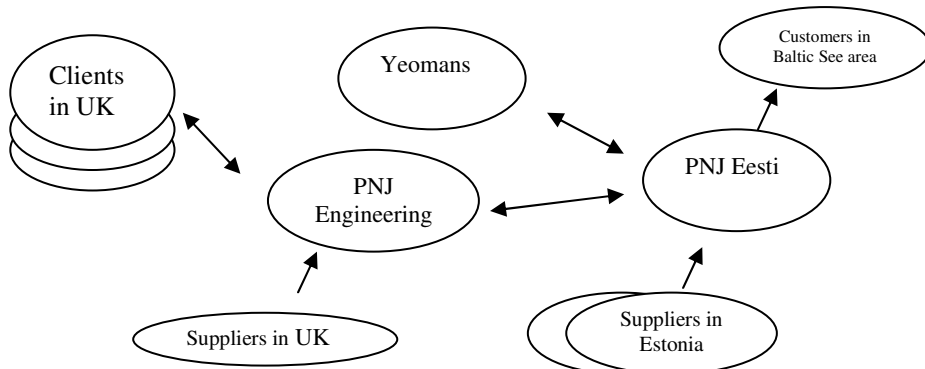 Clients
in UK
Yeomans
Customers in
Baltic See area
PNJ
Engineering
PNJ Eesti
Suppliers in UK
Suppliers in
Estonia